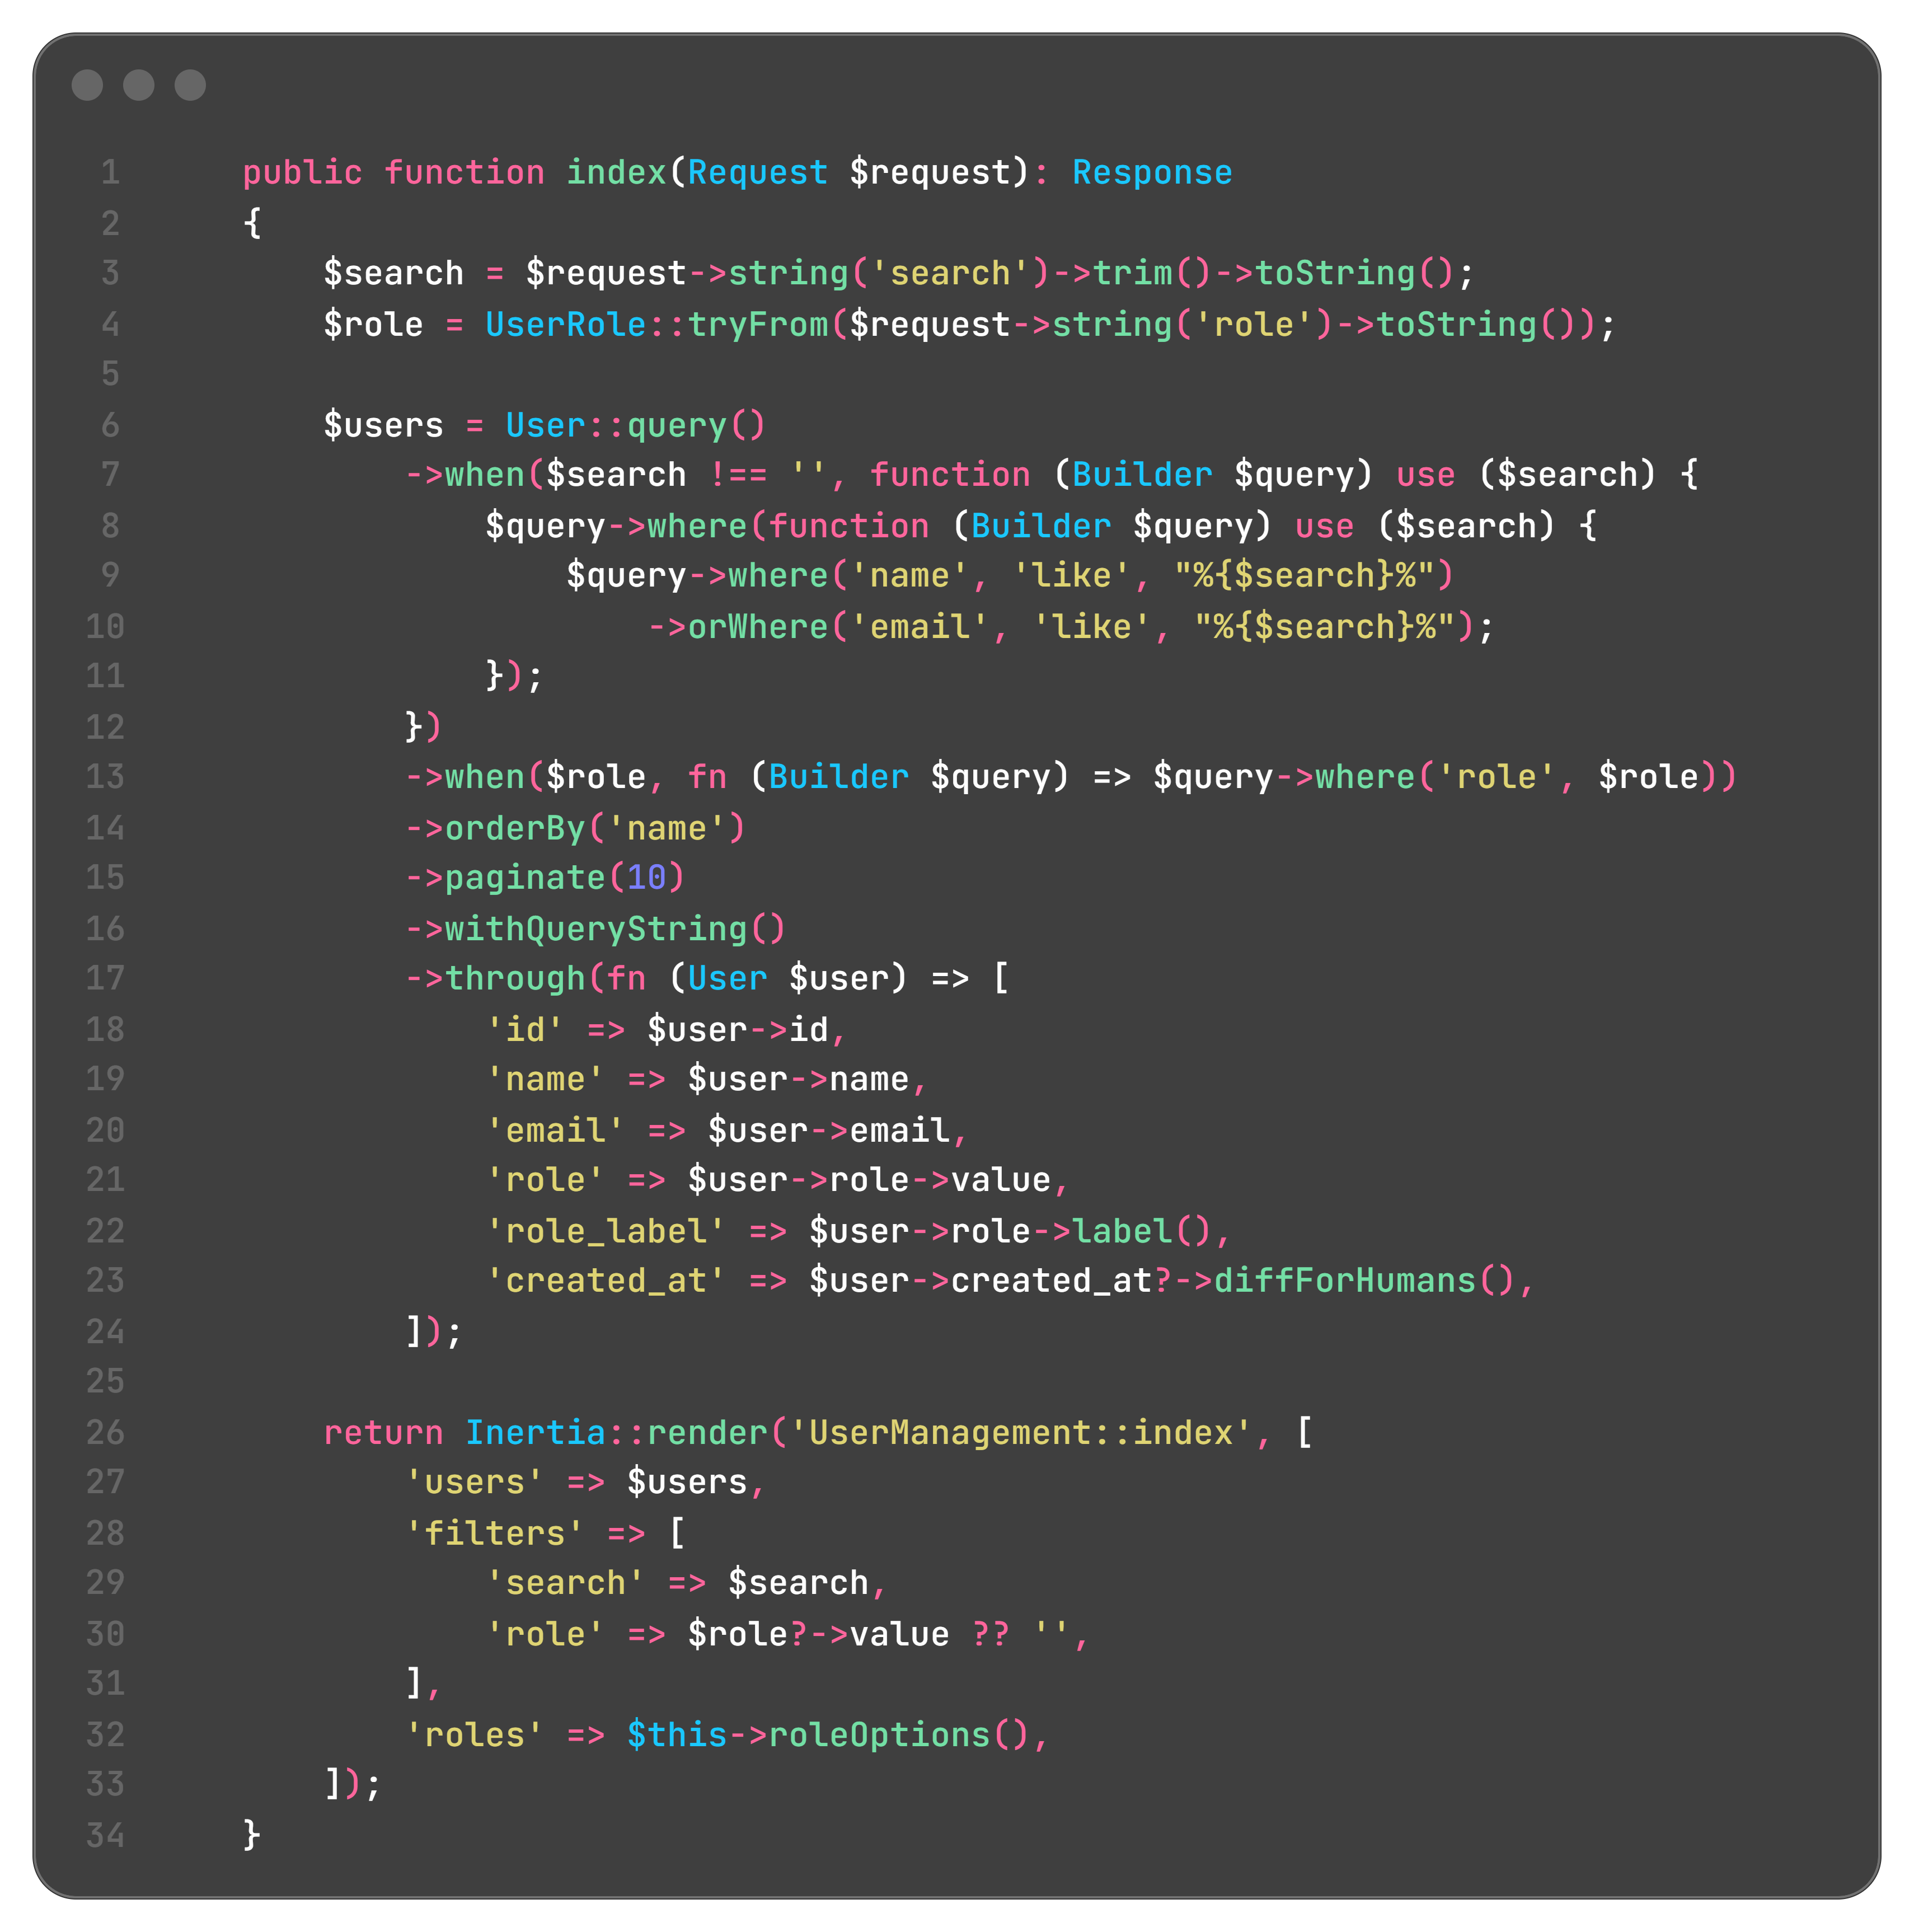 1 public function index(Request $request): Response
2 {
3     $search = $request->string('search')->trim()->toString();
4     $role = UserRole::tryFrom($request->string('role')->toString());
5
6     $users = User::query()
7         ->when($search !== '', function (Builder $query) use ($search) {
8             $query->where(function (Builder $query) use ($search) {
9                 $query->where('name', 'like', "%{$search}%")
10                     ->orWhere('email', 'like', "%{$search}%");
11             });
12         })
13         ->when($role, fn (Builder $query) => $query->where('role', $role))
14         ->orderBy('name')
15         ->paginate(10)
16         ->withQueryString()
17         ->through(fn (User $user) => [
18             'id' => $user->id,
19             'name' => $user->name,
20             'email' => $user->email,
21             'role' => $user->role->value,
22             'role_label' => $user->role->label(),
23             'created_at' => $user->created_at?->diffForHumans(),
24         ]);
25
26     return Inertia::render('UserManagement::index', [
27         'users' => $users,
28         'filters' => [
29             'search' => $search,
30             'role' => $role?->value ?? '',
31         ],
32         'roles' => $this->roleOptions(),
33     ]);
34 }